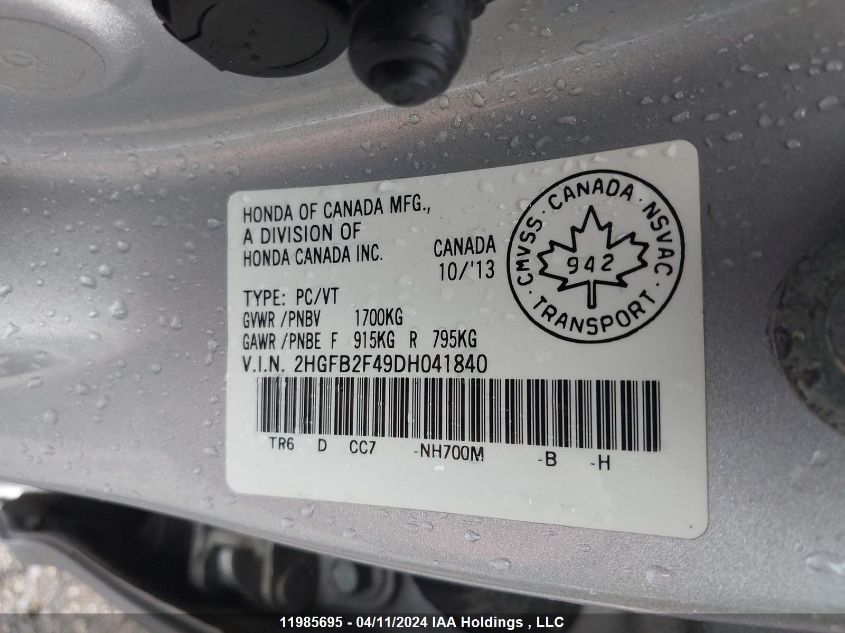 HONDA OF CANADA MFG.,
A DIVISION OF
HONDA CANADA INC.
CANADA
10/'13
CMVSS · CANADA · NSVAC · TRANSPORT ·
942
TYPE: PC/VT
GVWR /PNBV 1700KG
GAWR /PNBE F 915KG R 795KG
V.I.N. 2HGFB2F49DH041840
TR6 D CC7 -NH700M -B -H
11985695 - 04/11/2024 IAA Holdings , LLC